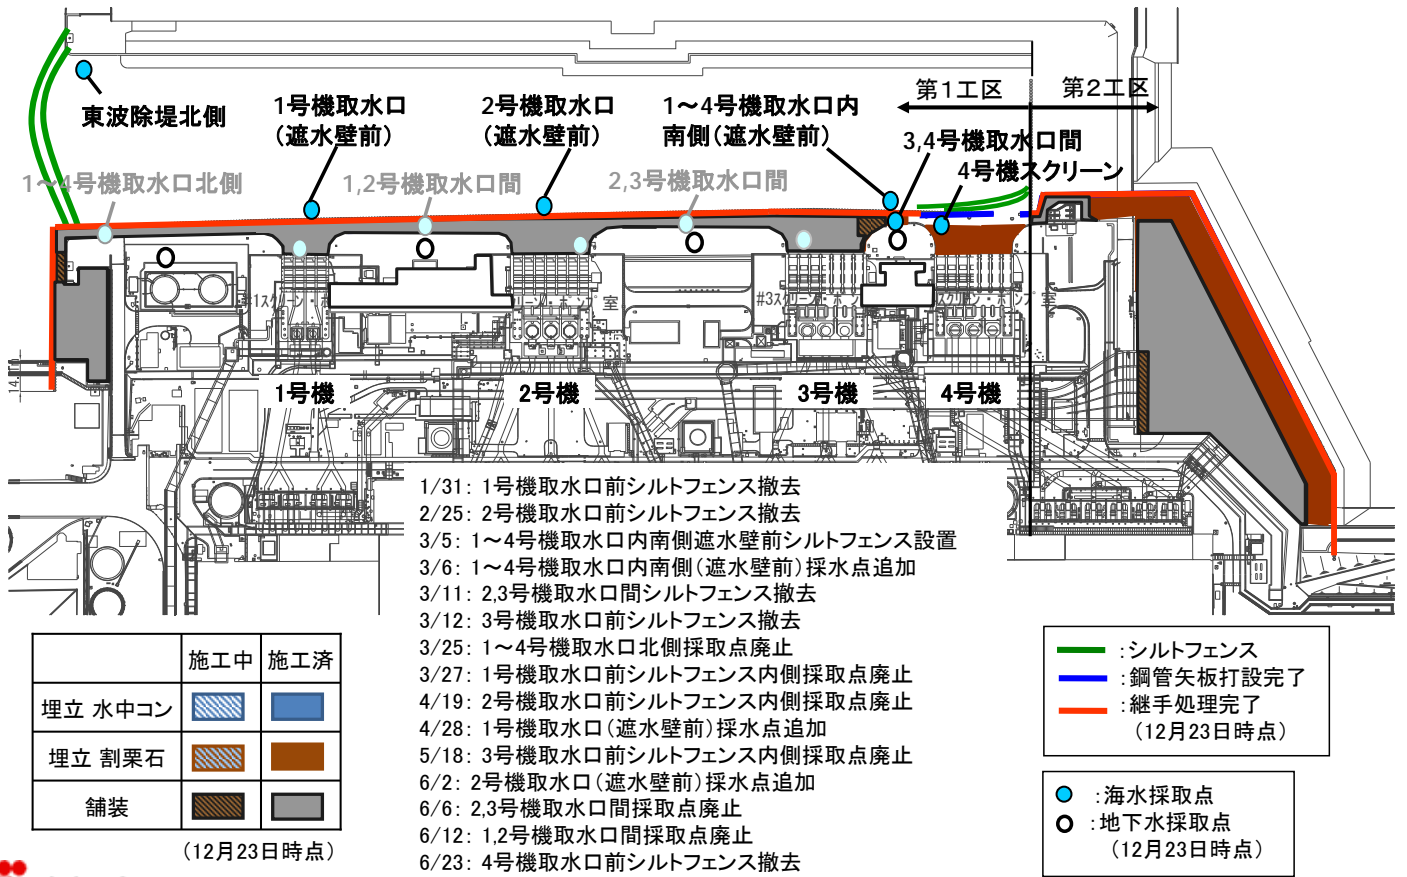 第1工区
第2工区
東波除堤北側
1号機取水口
(遮水壁前)
2号機取水口
(遮水壁前)
1～4号機取水口内
南側(遮水壁前)
3,4号機取水口間
4号機スクリーン
1～4号機取水口北側
1,2号機取水口間
2,3号機取水口間
1号機
2号機
3号機
4号機
1/31: 1号機取水口前シルトフェンス撤去
2/25: 2号機取水口前シルトフェンス撤去
3/5: 1～4号機取水口内南側遮水壁前シルトフェンス設置
3/6: 1～4号機取水口内南側(遮水壁前)採水点追加
3/11: 2,3号機取水口間シルトフェンス撤去
3/12: 3号機取水口前シルトフェンス撤去
3/25: 1～4号機取水口北側採取点廃止
3/27: 1号機取水口前シルトフェンス内側採取点廃止
4/19: 2号機取水口前シルトフェンス内側採取点廃止
4/28: 1号機取水口(遮水壁前)採水点追加
5/18: 3号機取水口前シルトフェンス内側採取点廃止
6/2: 2号機取水口(遮水壁前)採水点追加
6/6: 2,3号機取水口間採取点廃止
6/12: 1,2号機取水口間採取点廃止
6/23: 4号機取水口前シルトフェンス撤去
施工中 施工済
埋立 水中コン
埋立 割栗石
舗装
(12月23日時点)
:シルトフェンス
:鋼管矢板打設完了
:継手処理完了
(12月23日時点)
:海水採取点
:地下水採取点
(12月23日時点)